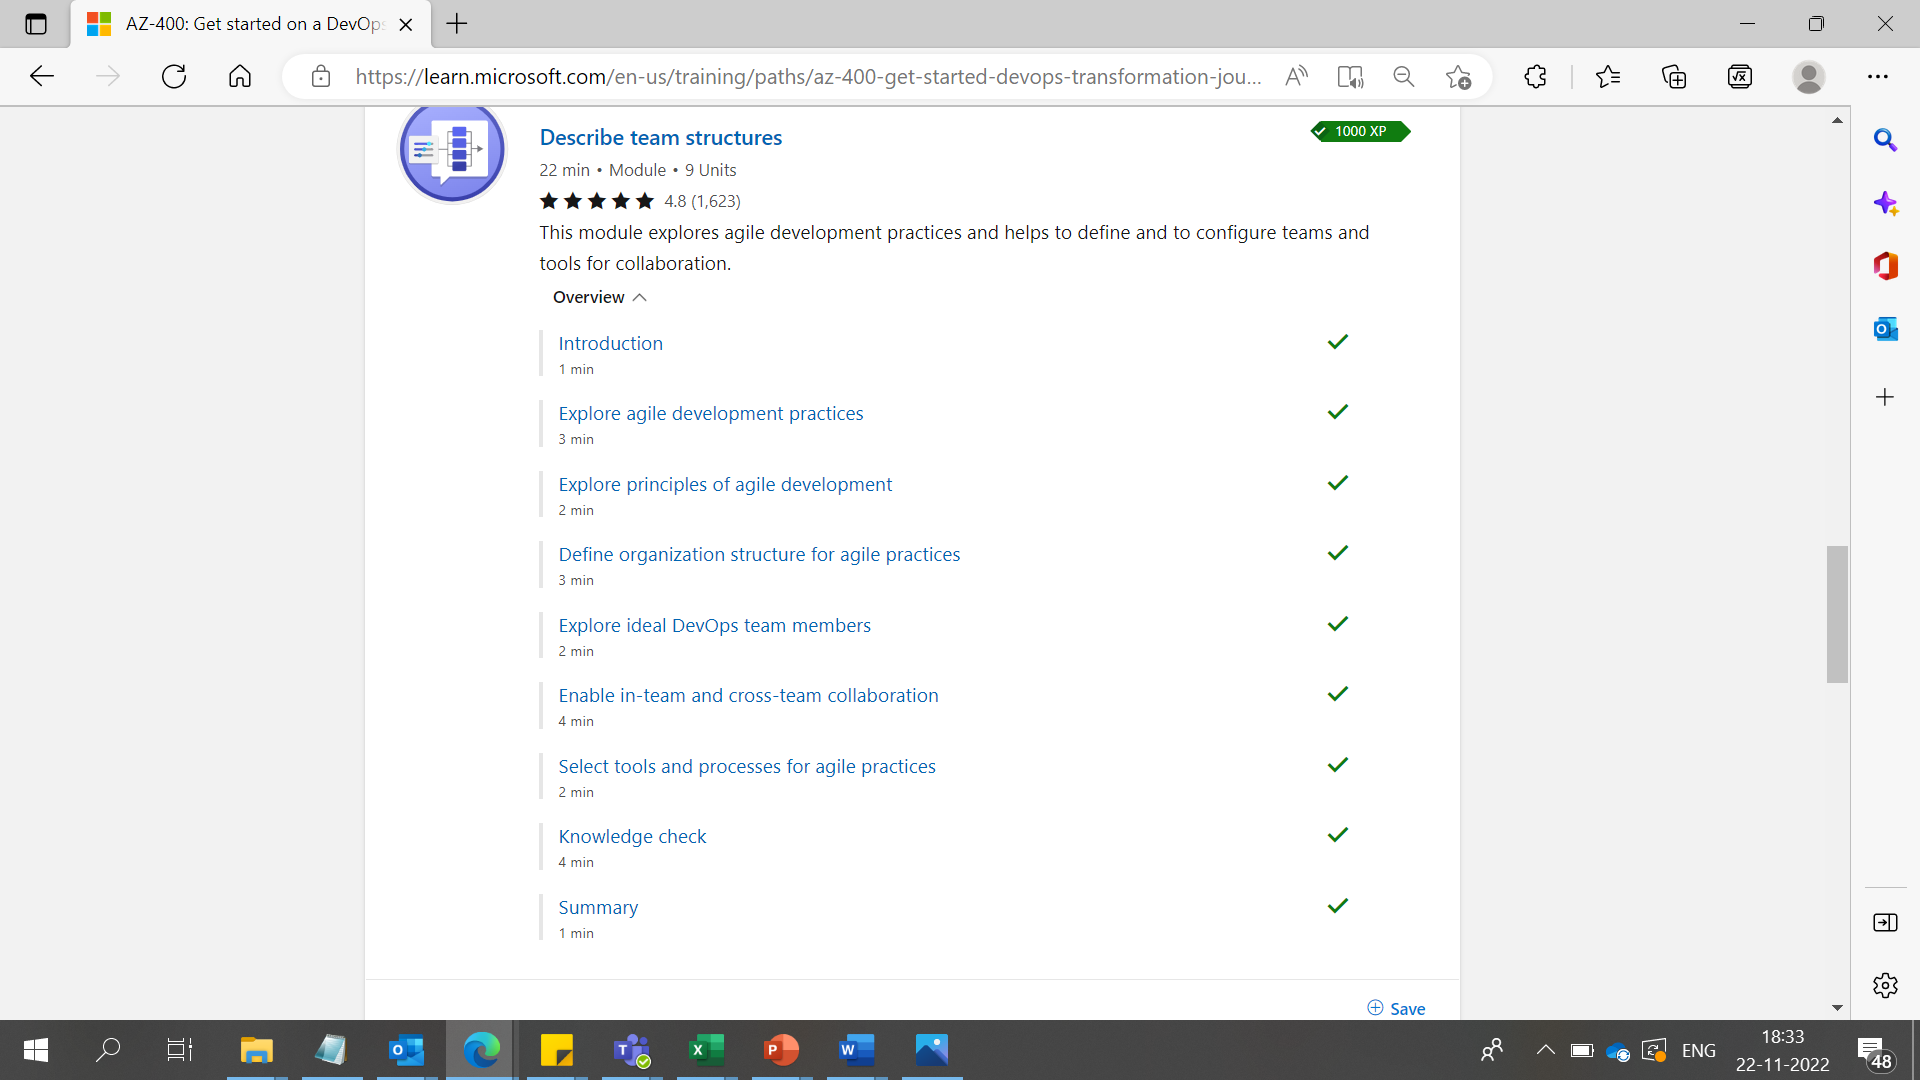 AZ-400: Get started on a DevOps
https://learn.microsoft.com/en-us/training/paths/az-400-get-started-devops-transformation-jou...
Describe team structures
1000 XP
22 min • Module • 9 Units
4.8 (1,623)
This module explores agile development practices and helps to define and to configure teams and
tools for collaboration.
Overview
Introduction
1 min
Explore agile development practices
3 min
Explore principles of agile development
2 min
Define organization structure for agile practices
3 min
Explore ideal DevOps team members
2 min
Enable in-team and cross-team collaboration
4 min
Select tools and processes for agile practices
2 min
Knowledge check
4 min
Summary
1 min
Save
ENG
18:33
22-11-2022
48